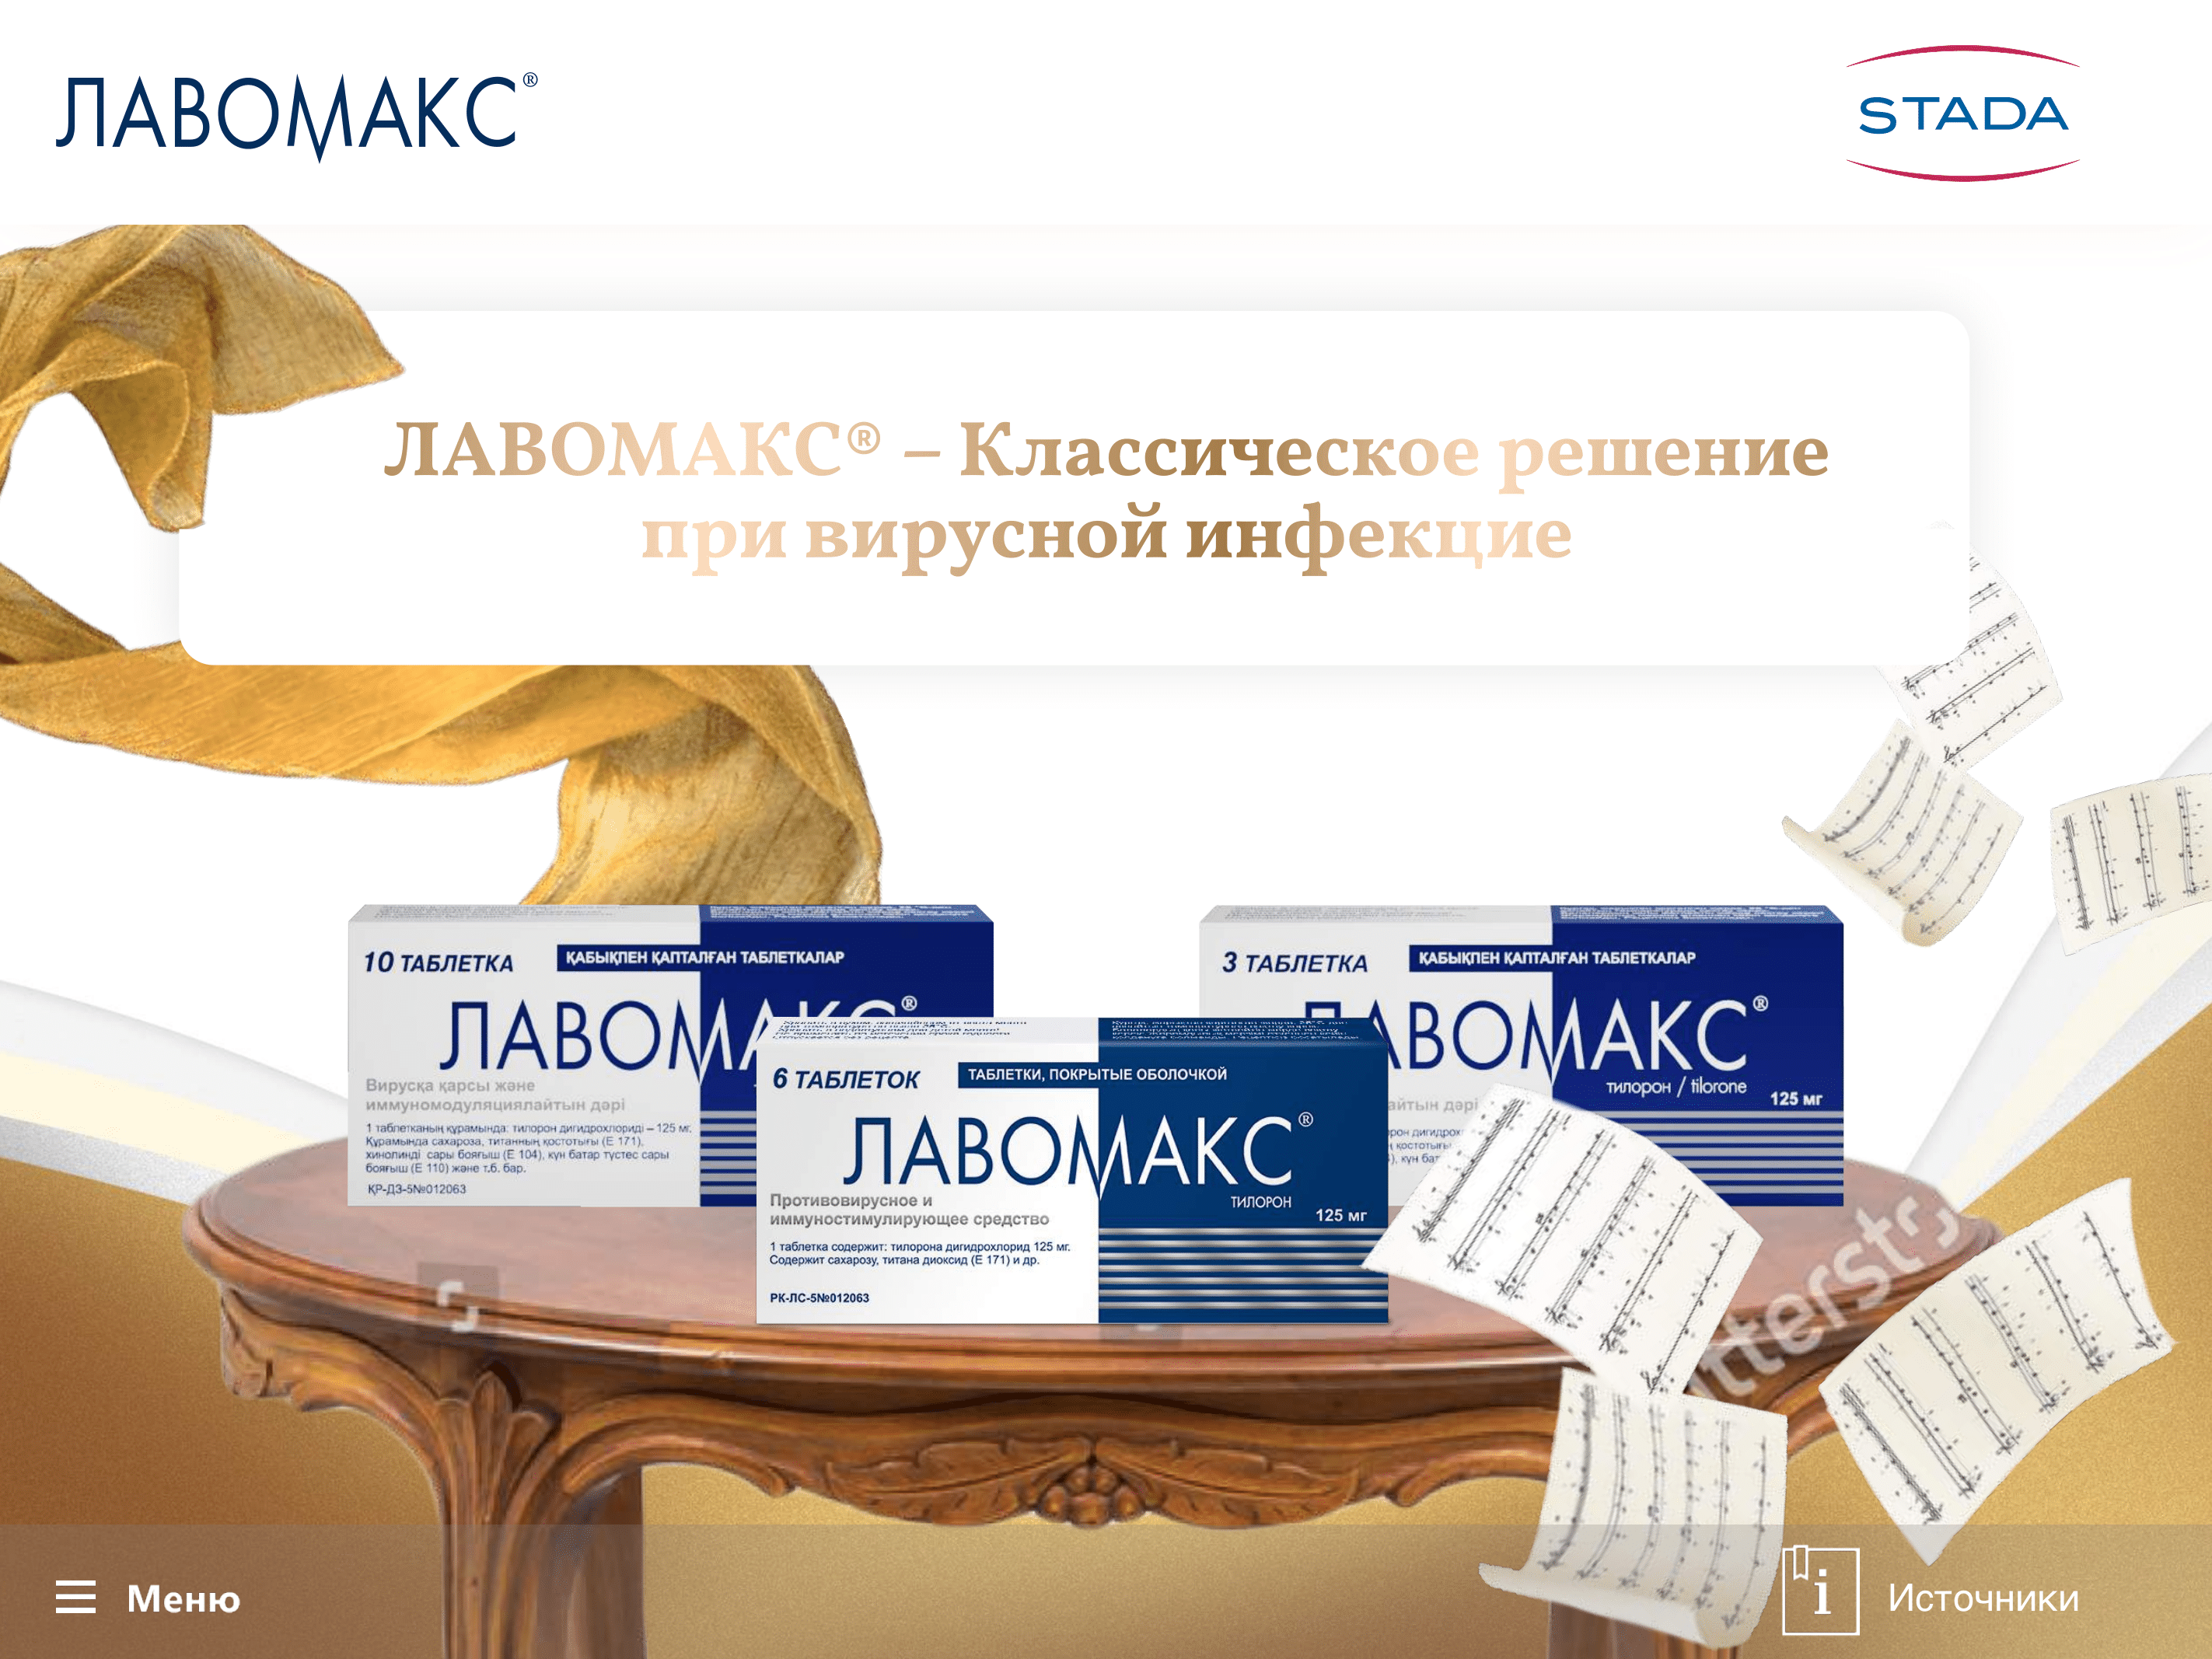 ЛАВОМАКС®
STADA
ЛАВОМАКС® – Классическое решение
при вирусной инфекцие
10 ТАБЛЕТКА
ҚАБЫҚПЕН ҚАПТАЛҒАН ТАБЛЕТКАЛАР
ЛАВОМАКС®
Вирусқа қарсы және
иммуномодуляциялайтын дәрі
1 таблетканың құрамында: тилорон дигидрохлориді – 125 мг.
Құрамында сахароза, титанның қостотығы (Е 171),
хинолинді сары бояғыш (Е 104), күн батар түстес сары
бояғыш (Е 110) және т.б. бар.
ҚР-ДЗ-5№012063
3 ТАБЛЕТКА
ҚАБЫҚПЕН ҚАПТАЛҒАН ТАБЛЕТКАЛАР
ЛАВОМАКС®
тилорон / tilorone
125 мг
6 ТАБЛЕТОК
ТАБЛЕТКИ, ПОКРЫТЫЕ ОБОЛОЧКОЙ
ЛАВОМАКС®
ТИЛОРОН
125 мг
Противовирусное и
иммуностимулирующее средство
1 таблетка содержит: тилорона дигидрохлорид 125 мг.
Содержит сахарозу, титана диоксид (Е 171) и др.
РК-ЛС-5№012063
Меню
Источники